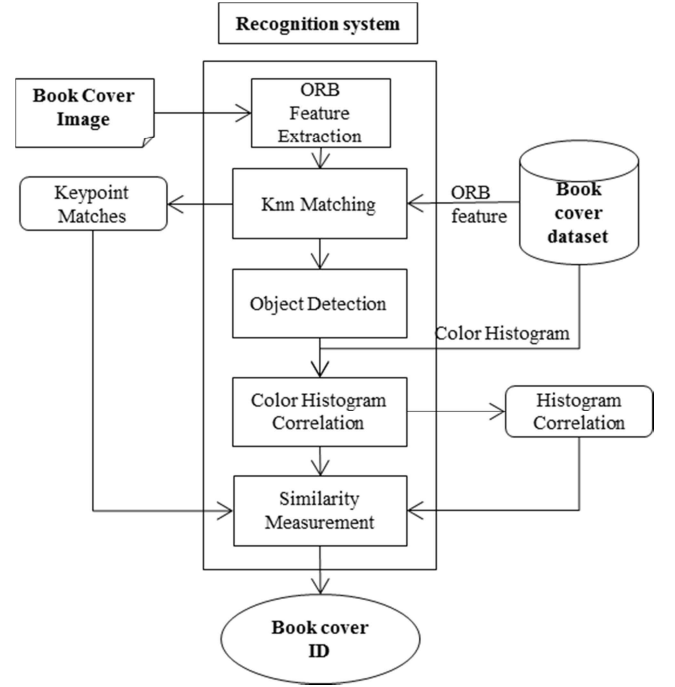 Recognition system
Book Cover
Image
ORB
Feature
Extraction
Keypoint
Matches
Knn Matching
ORB
feature
Book
cover
dataset
Object Detection
Color Histogram
Color Histogram
Correlation
Histogram
Correlation
Similarity
Measurement
Book cover
ID